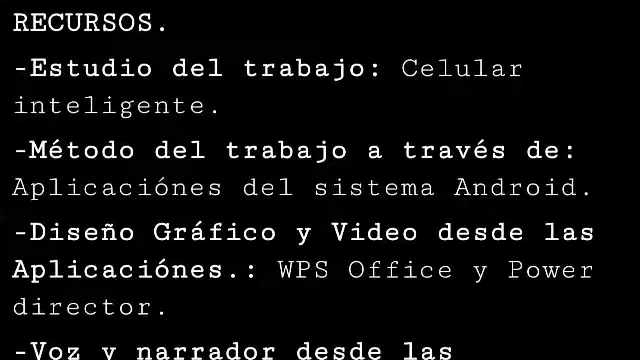 RECURSOS.
-Estudio del trabajo: Celular
inteligente.
-Método del trabajo a través de:
Aplicaciónes del sistema Android.
-Diseño Gráfico y Video desde las
Aplicaciónes.: WPS Office y Power
director.
-Voz y narrador desde las